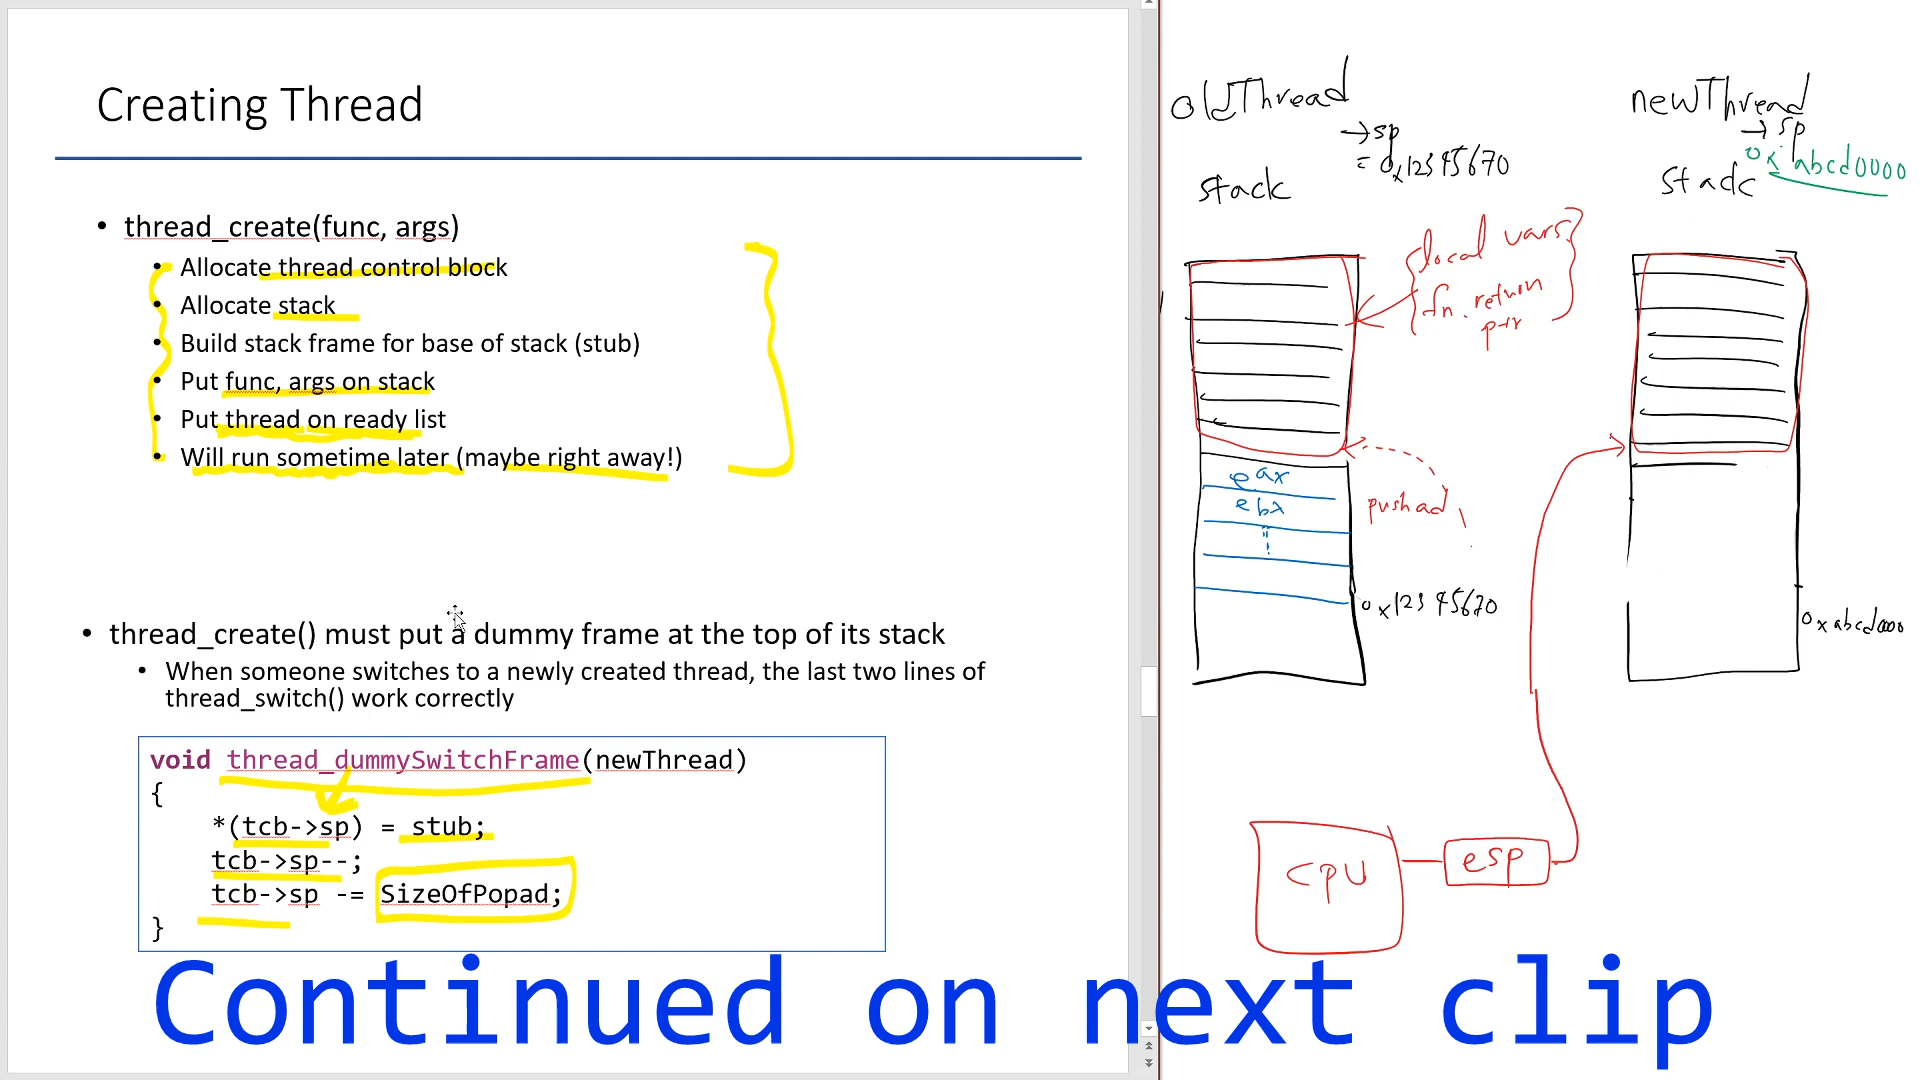 Creating Thread
• thread_create(func, args)
• Allocate thread control block
• Allocate stack
• Build stack frame for base of stack (stub)
• Put func, args on stack
• Put thread on ready list
• Will run sometime later (maybe right away!)
• thread_create() must put a dummy frame at the top of its stack
• When someone switches to a newly created thread, the last two lines of
thread_switch() work correctly
void thread_dummySwitchFrame(newThread)
{
*(tcb->sp) = stub;
tcb->sp--;
tcb->sp -= SizeOfPopad;
}
oldThread
→ sp
= 0x12345670
stack
local vars
fn. return
ptr
eax
ebx
pushad
0x12345670
newThread
→ sp
0x abcd0000
stack
0xabcd0000
CPU
esp
Continued on next clip